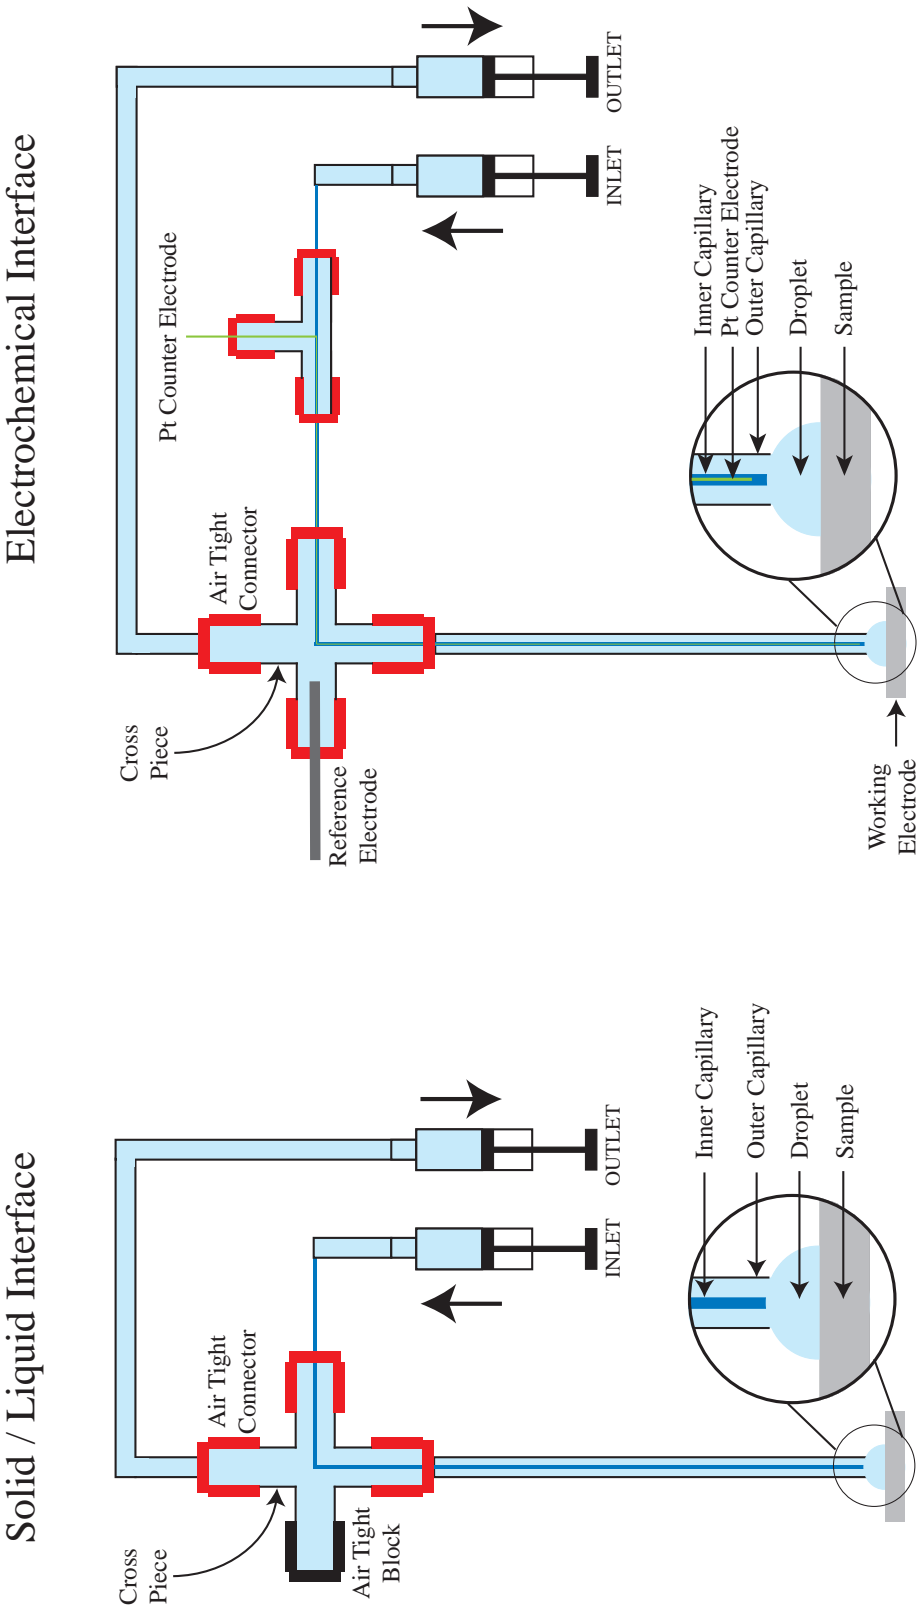 Solid / Liquid Interface
Cross
Piece
Air Tight
Connector
Air Tight
Block
INLET
OUTLET
Inner Capillary
Outer Capillary
Droplet
Sample
Electrochemical Interface
Pt Counter Electrode
Cross
Piece
Air Tight
Connector
Reference
Electrode
INLET
OUTLET
Inner Capillary
Pt Counter Electrode
Outer Capillary
Droplet
Sample
Working
Electrode